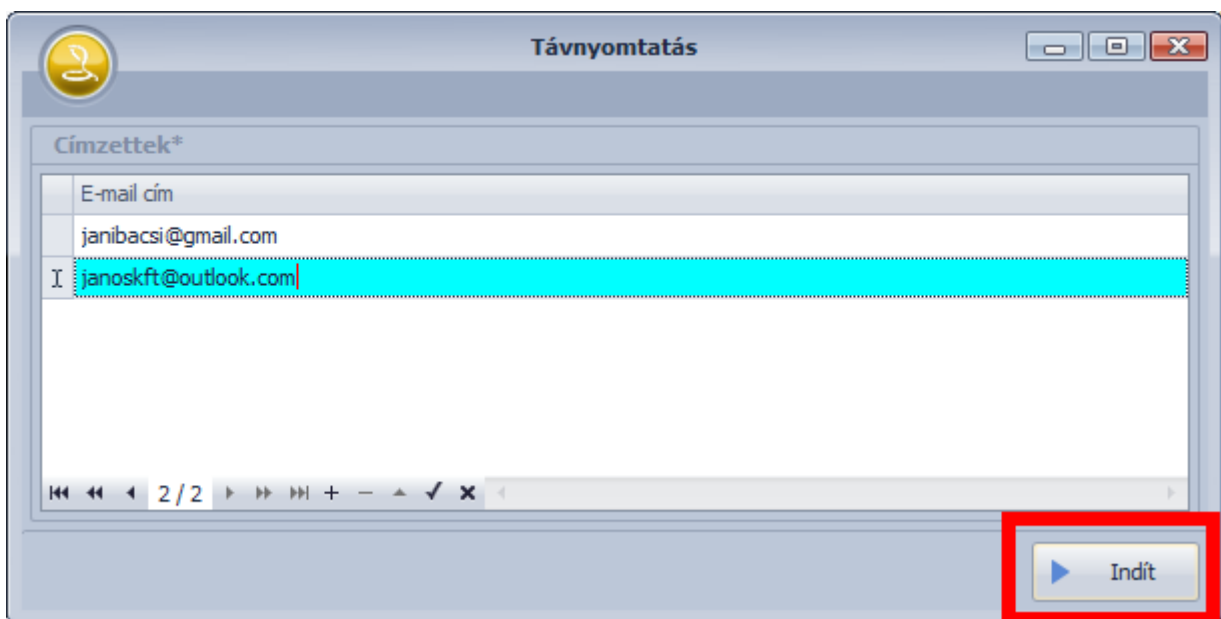 Távnyomtatás
Címzettek*
E-mail cím
janibacsi@gmail.com
janoskft@outlook.com
2 / 2
Indít